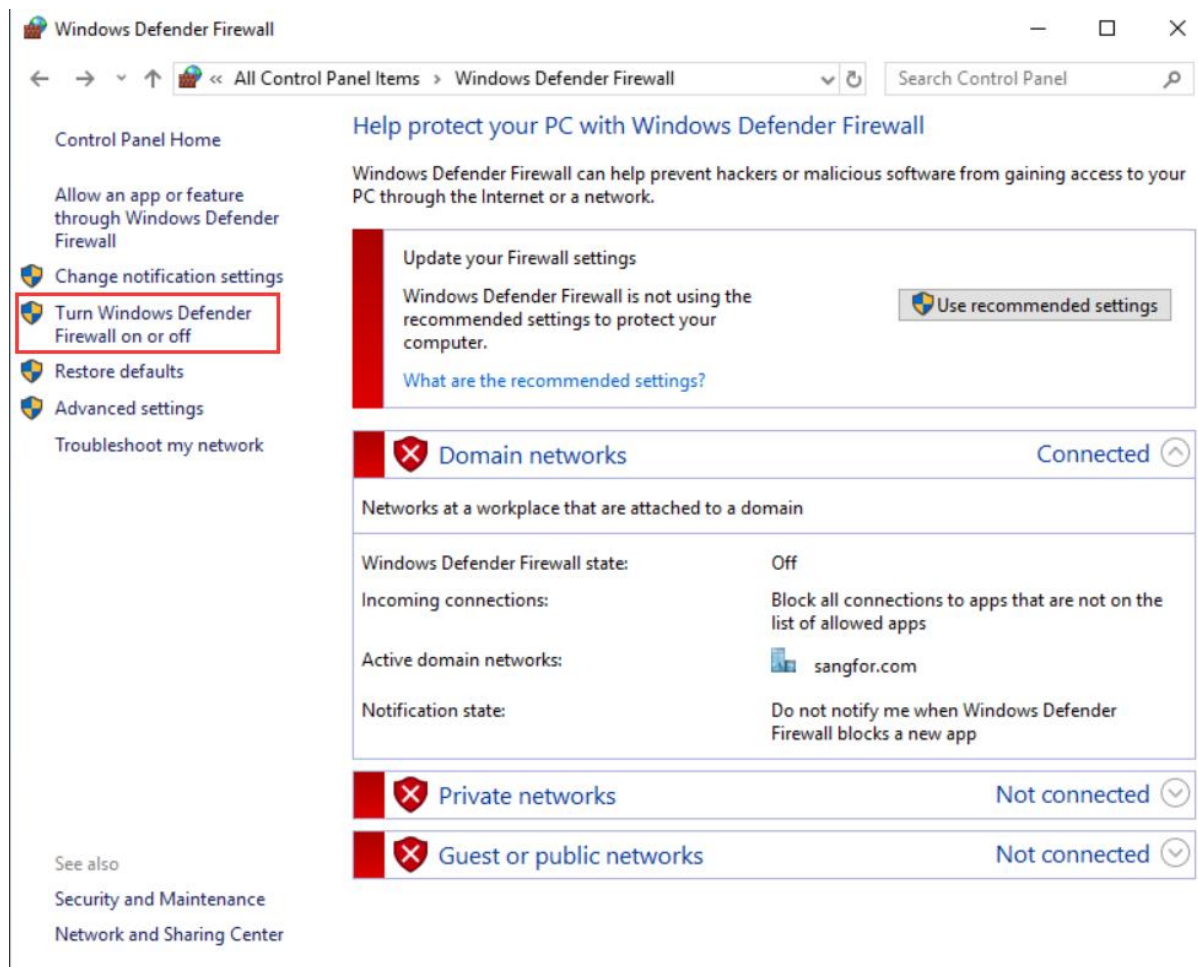 Windows Defender Firewall
« All Control Panel Items > Windows Defender Firewall
Search Control Panel
Control Panel Home
Allow an app or feature
through Windows Defender
Firewall
Change notification settings
Turn Windows Defender
Firewall on or off
Restore defaults
Advanced settings
Troubleshoot my network
See also
Security and Maintenance
Network and Sharing Center
Help protect your PC with Windows Defender Firewall
Windows Defender Firewall can help prevent hackers or malicious software from gaining access to your
PC through the Internet or a network.
Update your Firewall settings
Windows Defender Firewall is not using the
recommended settings to protect your
computer.
What are the recommended settings?
Use recommended settings
Domain networks Connected
Networks at a workplace that are attached to a domain
Windows Defender Firewall state: Off
Incoming connections: Block all connections to apps that are not on the
list of allowed apps
Active domain networks: sangfor.com
Notification state: Do not notify me when Windows Defender
Firewall blocks a new app
Private networks Not connected
Guest or public networks Not connected